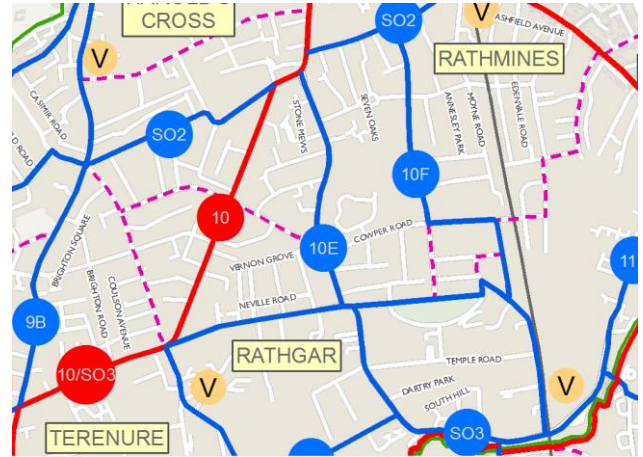 HAROLD'S
CROSS
SO2
V
ASHFIELD AVENUE
V
RATHMINES
CASIMIR ROAD
SO2
STONE MEWS
SEVEN OAKS
ANNESLEY PARK
MOYNE ROAD
EDENVALE ROAD
10F
10
COWPER ROAD
10E
VERNON GROVE
BRIGHTON SQUARE
BRIGHTON ROAD
COULSON AVENUE
NEVILLE ROAD
11
9B
RATHGAR
10/SO3
TEMPLE ROAD
V
V
DARTRY PARK
SOUTH HILL
SO3
TERENURE